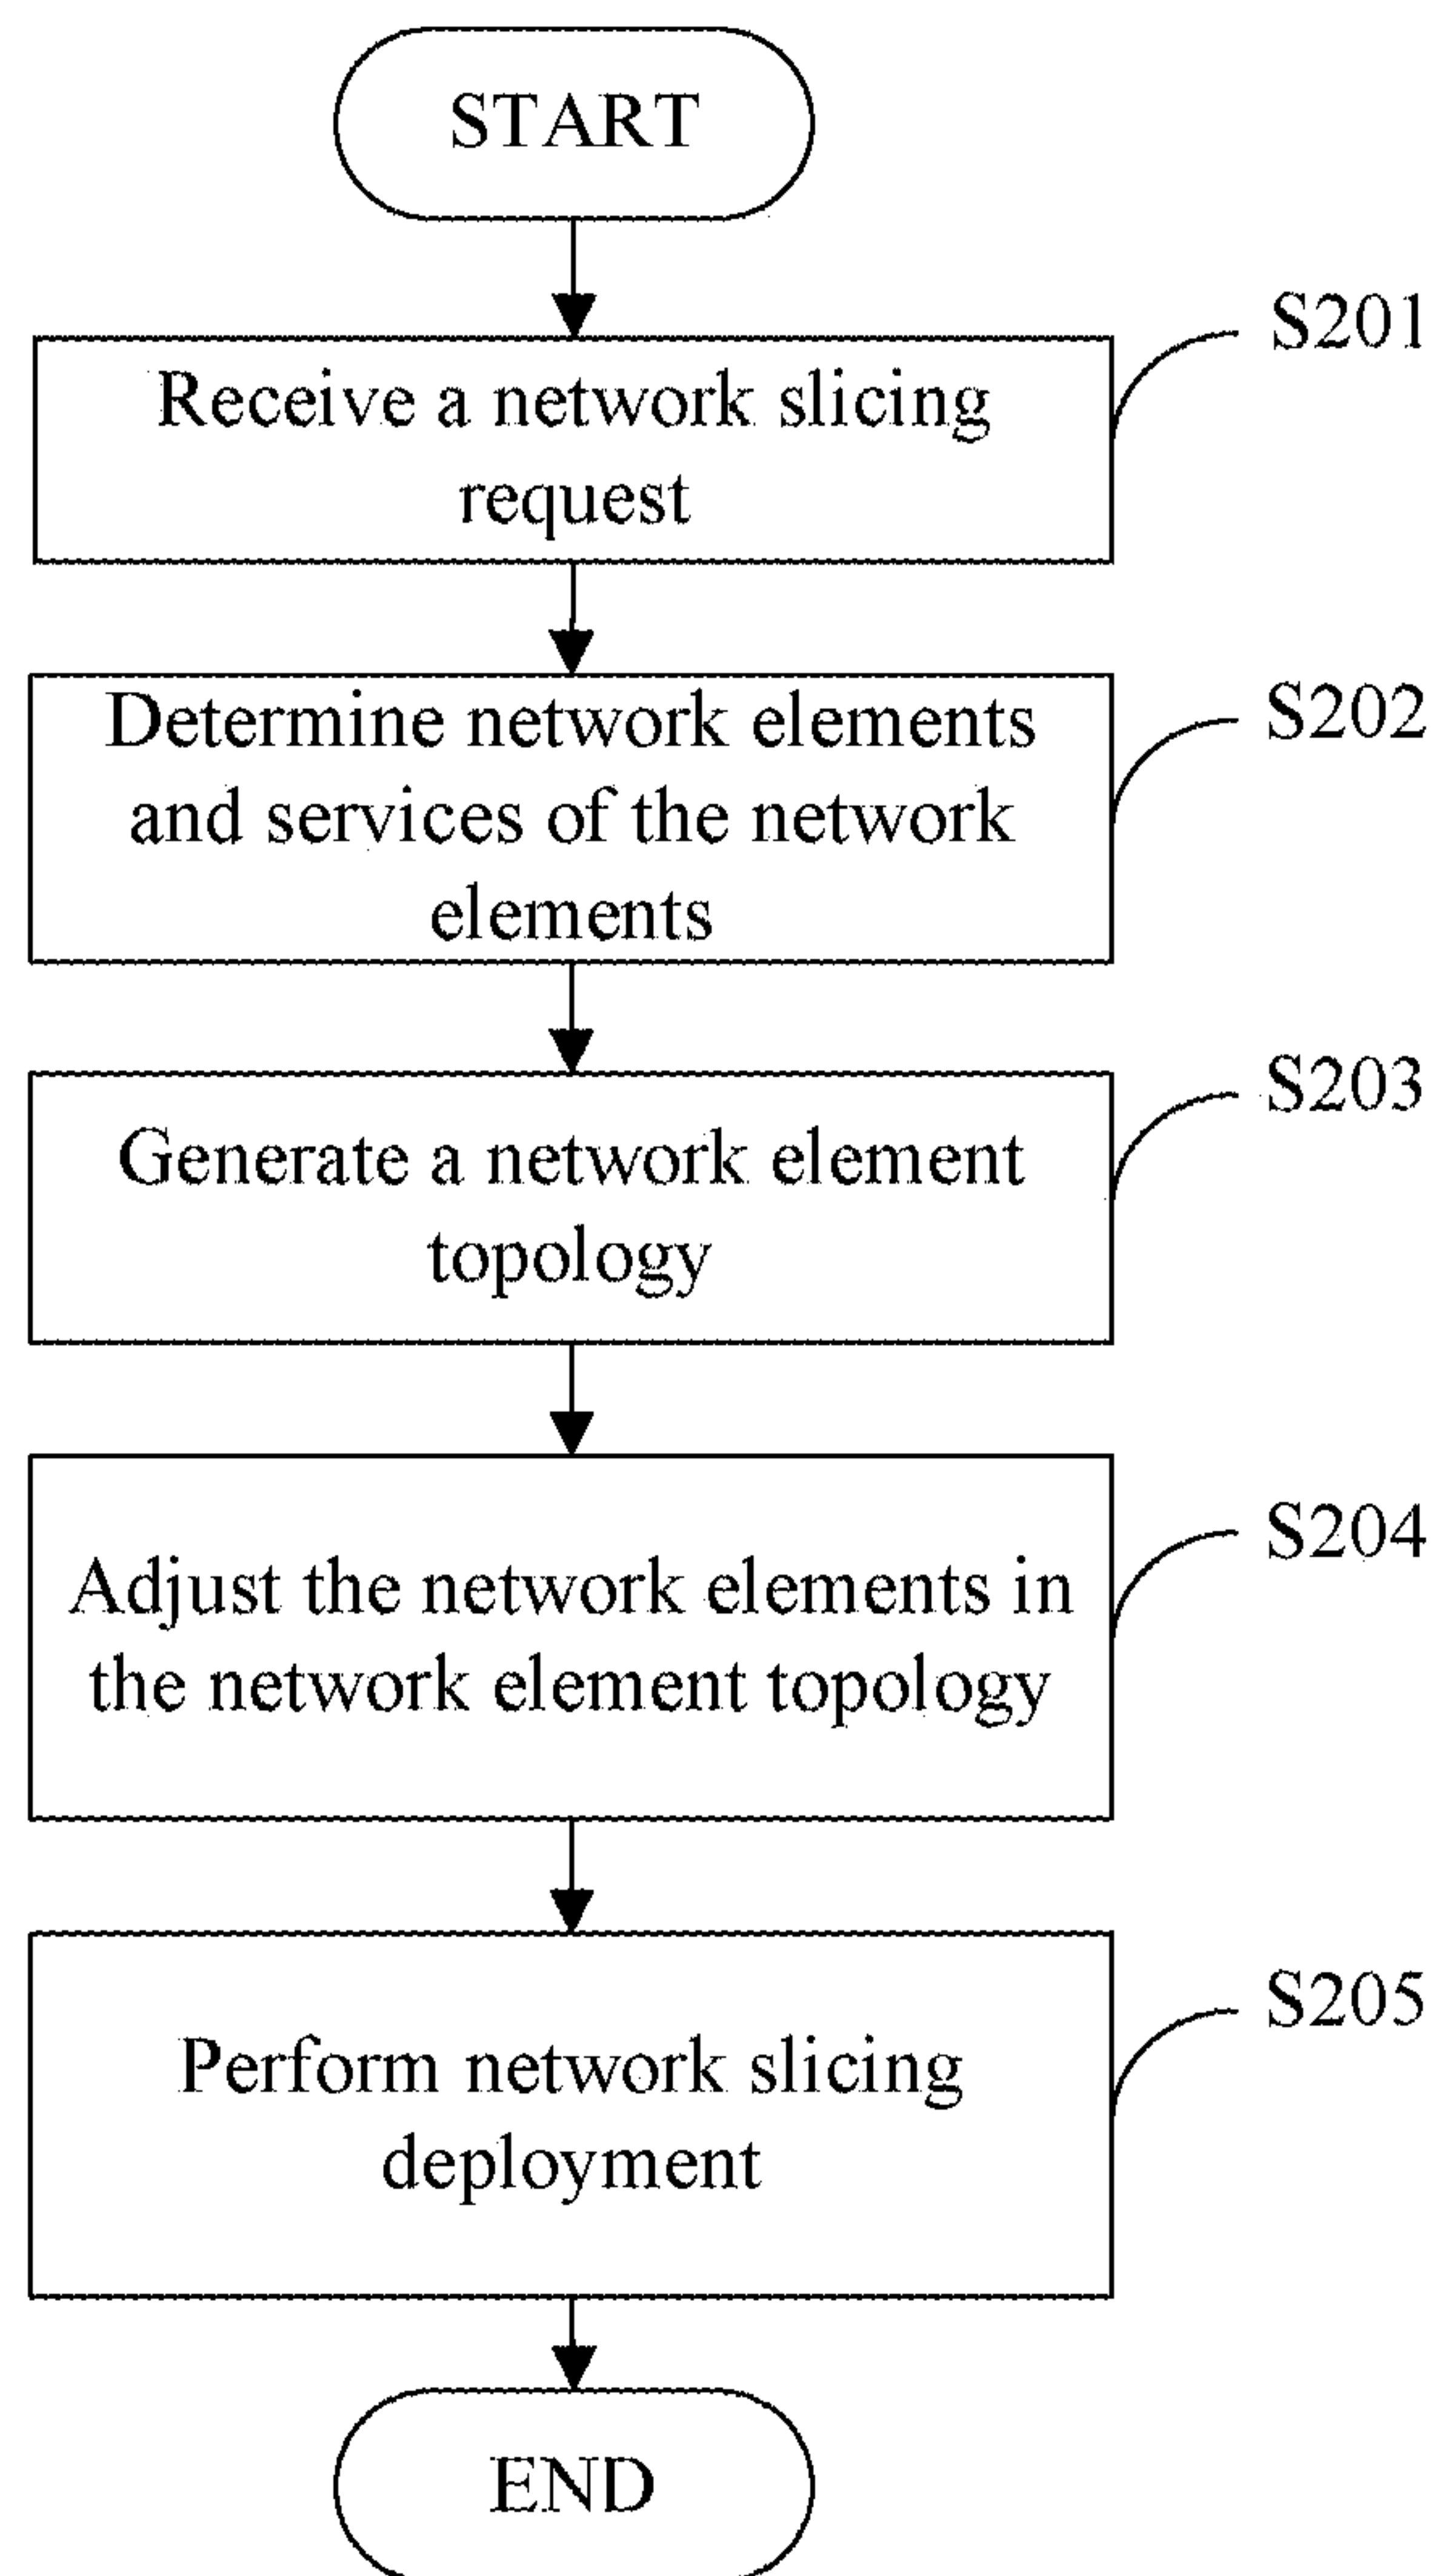 START
S201
Receive a network slicing
request
S202
Determine network elements
and services of the network
elements
S203
Generate a network element
topology
S204
Adjust the network elements in
the network element topology
S205
Perform network slicing
deployment
END